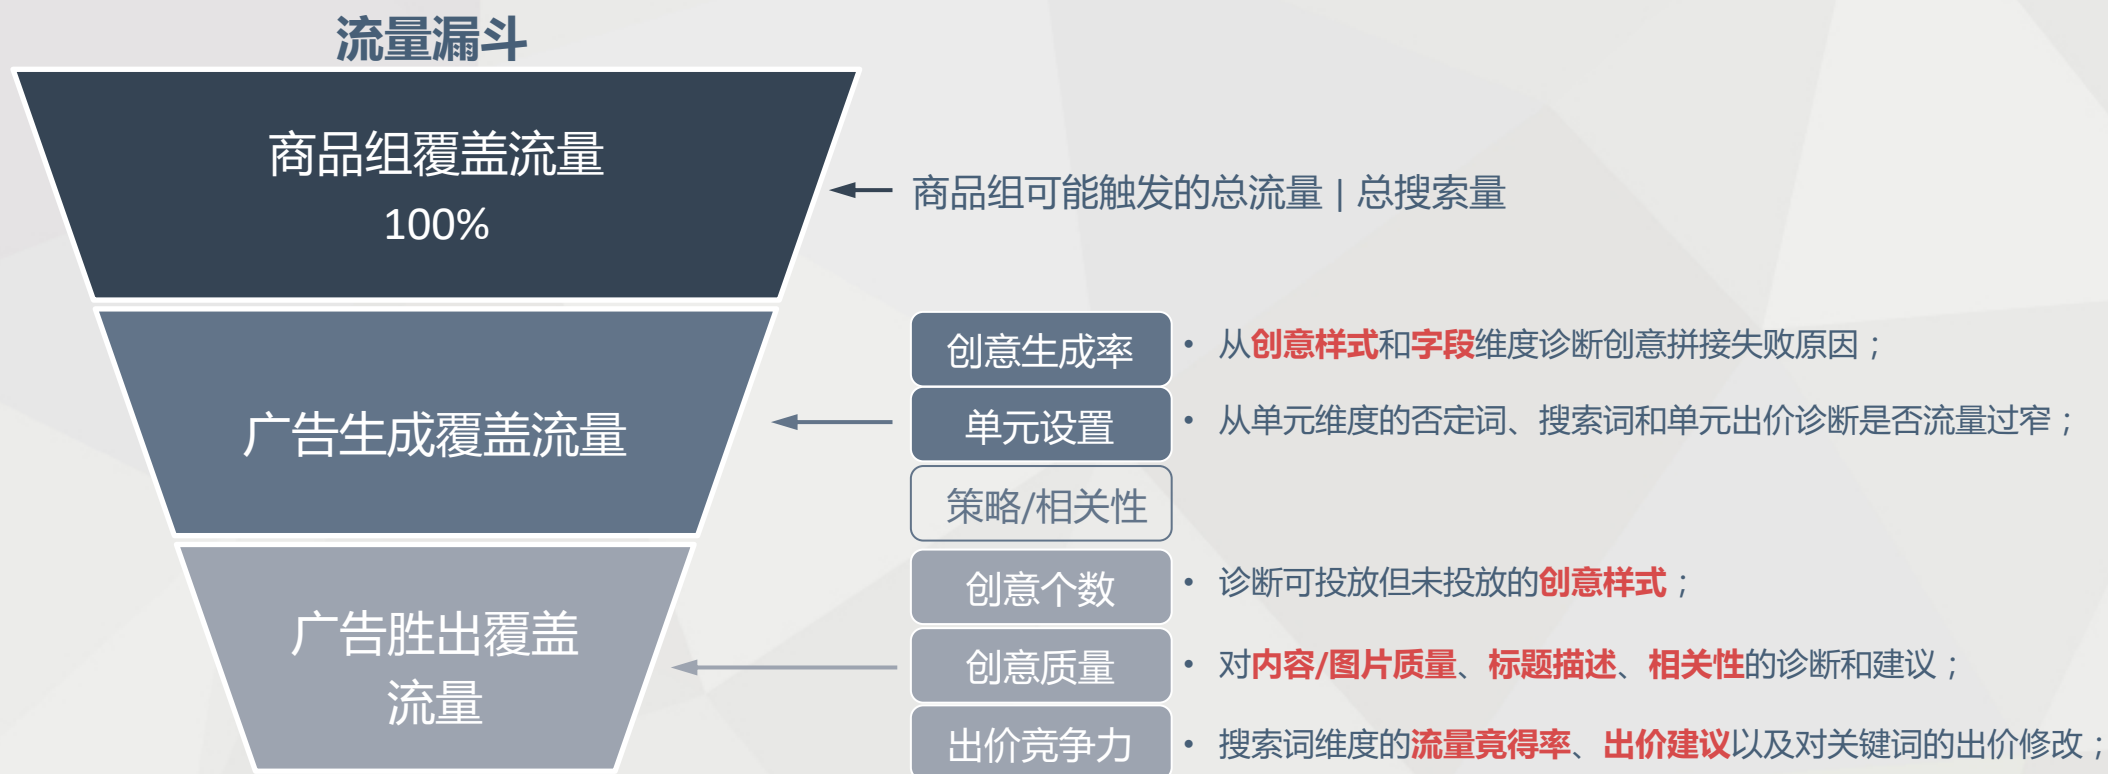 流量漏斗
商品组覆盖流量
100%
商品组可能触发的总流量 | 总搜索量
广告生成覆盖流量
创意生成率
• 从创意样式和字段维度诊断创意拼接失败原因；
单元设置
• 从单元维度的否定词、搜索词和单元出价诊断是否流量过窄；
策略/相关性
广告胜出覆盖
流量
创意个数
• 诊断可投放但未投放的创意样式；
创意质量
• 对内容/图片质量、标题描述、相关性的诊断和建议；
出价竞争力
• 搜索词维度的流量竞得率、出价建议以及对关键词的出价修改；